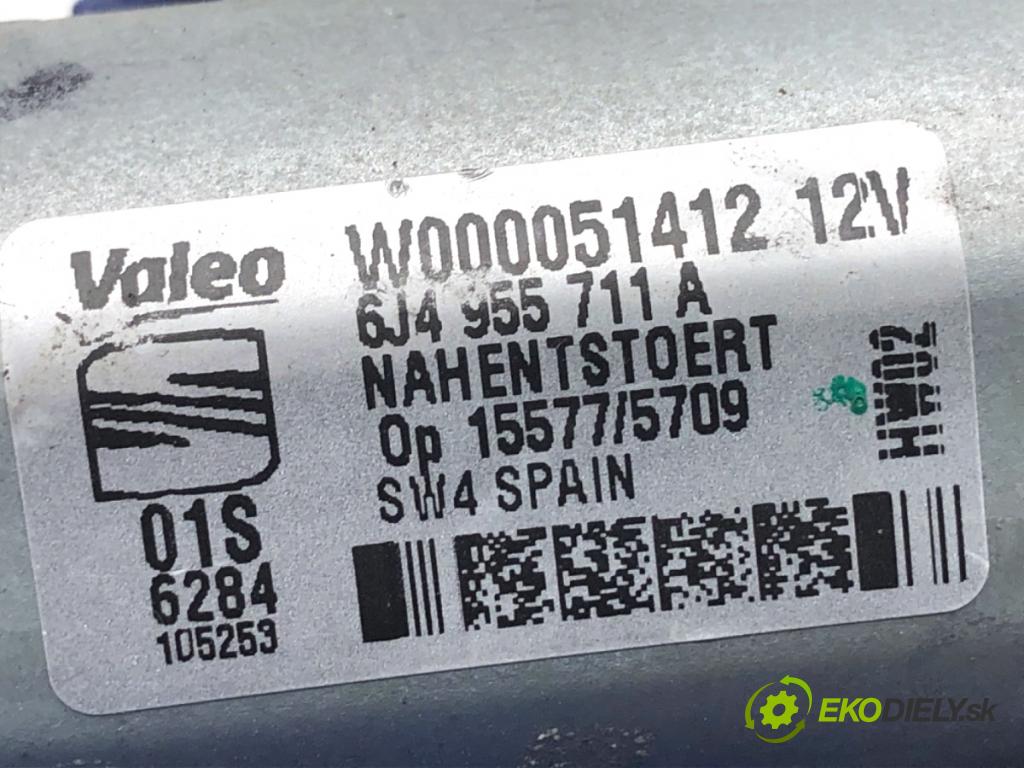 Valeo
W000051412 12V
6J4 955 711 A
NAHENTSTOERT
Op 15577/5709
SW4 SPAIN
HW02
01S
6284
105253
EKODIELY.sk